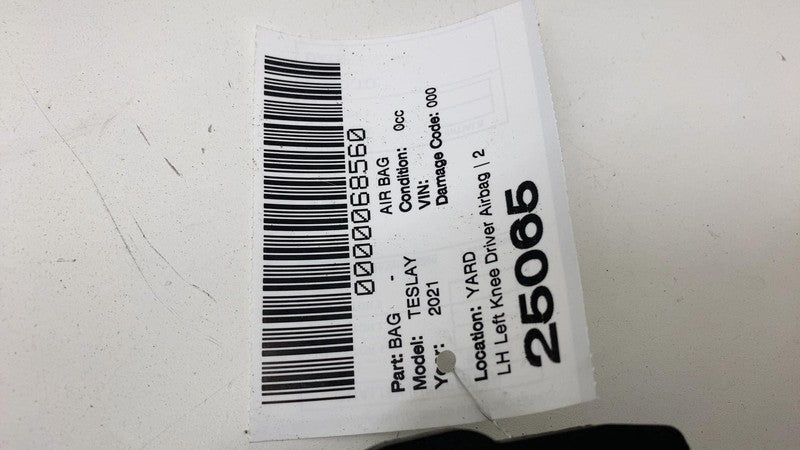 0000068560
Part: BAG - AIR BAG
Model: TESLAY Condition: 0cc
Year: 2021 VIN:
Damage Code: 000
Location: YARD
LH Left Knee Driver Airbag | 2
25065